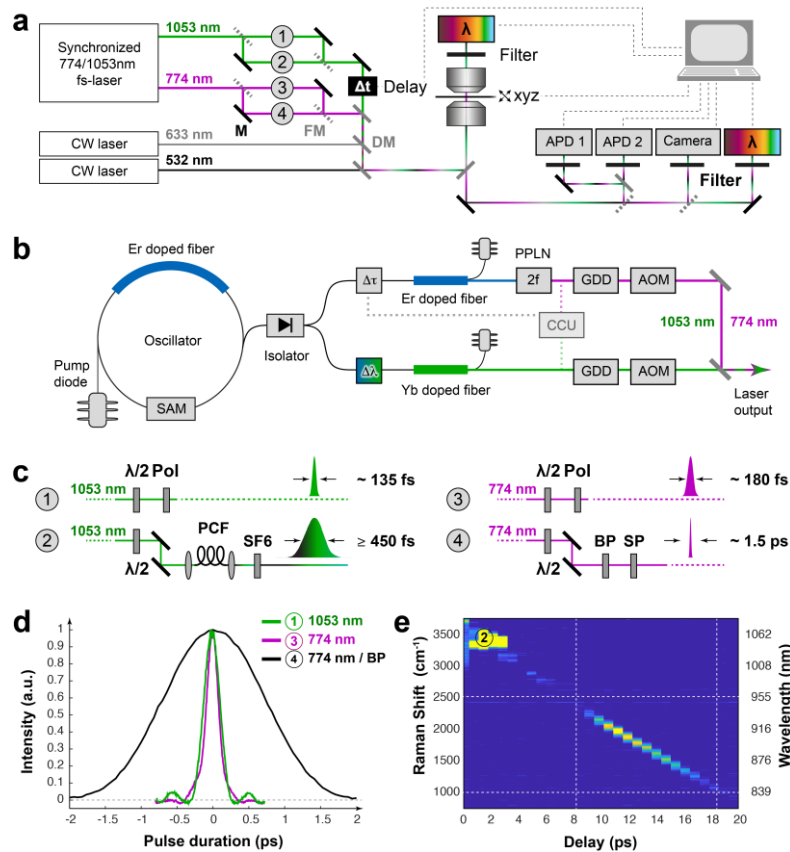 a
Synchronized
774/1053nm
fs-laser
1053 nm
1
2
774 nm
3
4
M
FM
Δt
Delay
CW laser
633 nm
DM
CW laser
532 nm
λ
Filter
xyz
APD 1
APD 2
Camera
λ
Filter
b
Er doped fiber
Oscillator
Pump
diode
SAM
Isolator
Δτ
Er doped fiber
PPLN
2f
GDD
AOM
CCU
1053 nm
774 nm
Δλ
Yb doped fiber
GDD
AOM
Laser
output
c
1
1053 nm
λ/2 Pol
~ 135 fs
2
1053 nm
λ/2
PCF
SF6
≥ 450 fs
3
774 nm
λ/2 Pol
~ 180 fs
4
774 nm
λ/2
BP SP
~ 1.5 ps
d
Intensity (a.u.)
1
0.9
0.8
0.7
0.6
0.5
0.4
0.3
0.2
0.1
0
-2
-1.5
-1
-0.5
0
0.5
1
1.5
2
Pulse duration (ps)
1 1053 nm
3 774 nm
4 774 nm / BP
e
2
Raman Shift (cm⁻¹)
3500
3000
2500
2000
1500
1000
Wavelength (nm)
1062
1008
955
916
876
839
0 2 4 6 8 10 12 14 16 18 20
Delay (ps)